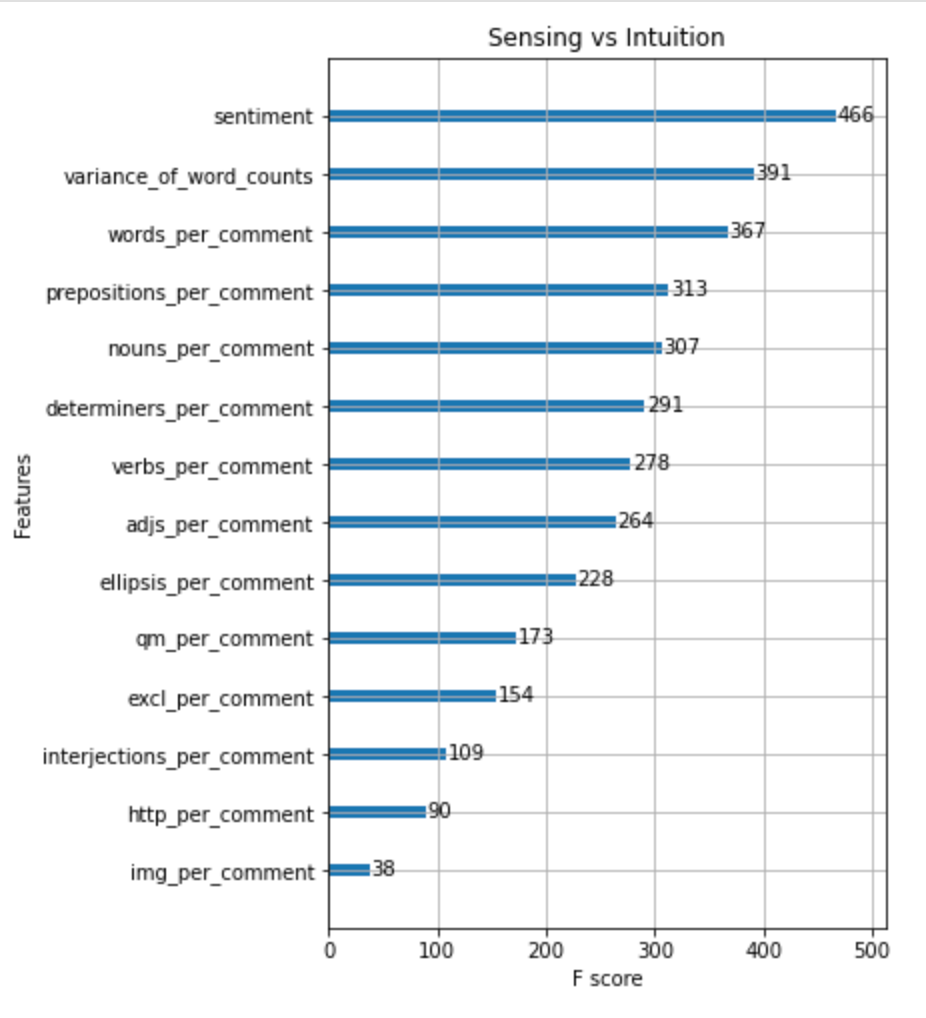 Sensing vs Intuition
sentiment 466
variance_of_word_counts 391
words_per_comment 367
prepositions_per_comment 313
nouns_per_comment 307
determiners_per_comment 291
verbs_per_comment 278
adjs_per_comment 264
ellipsis_per_comment 228
qm_per_comment 173
excl_per_comment 154
interjections_per_comment 109
http_per_comment 90
img_per_comment 38
Features
0 100 200 300 400 500
F score